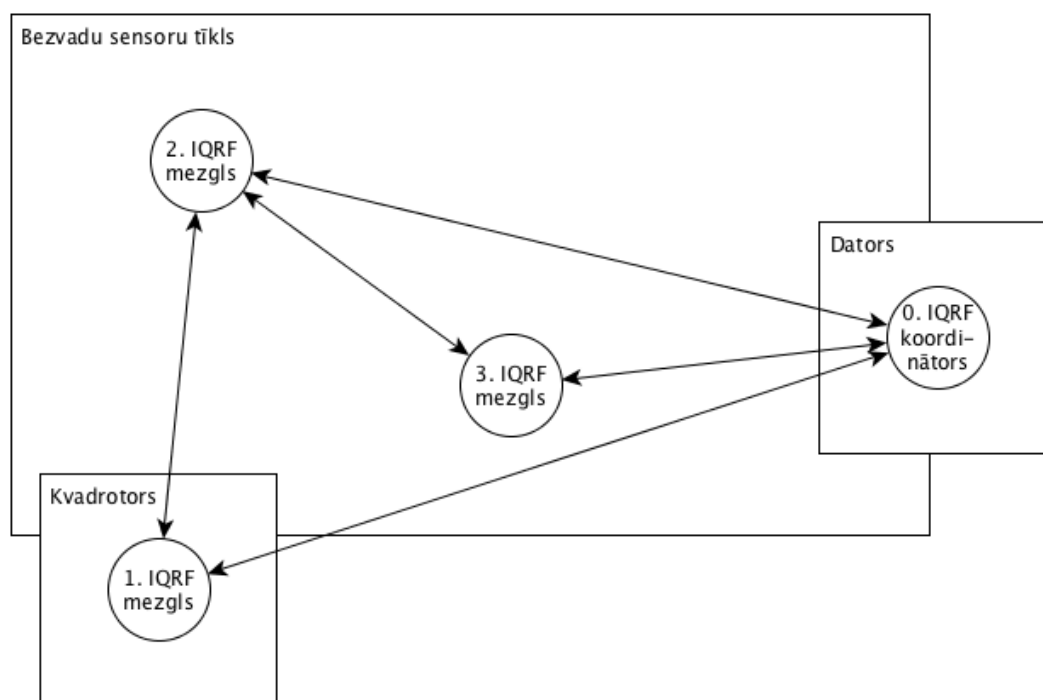 Bezvadu sensoru tīkls
2. IQRF
mezgls
Dators
0. IQRF
koordi-
nātors
3. IQRF
mezgls
Kvadrotors
1. IQRF
mezgls